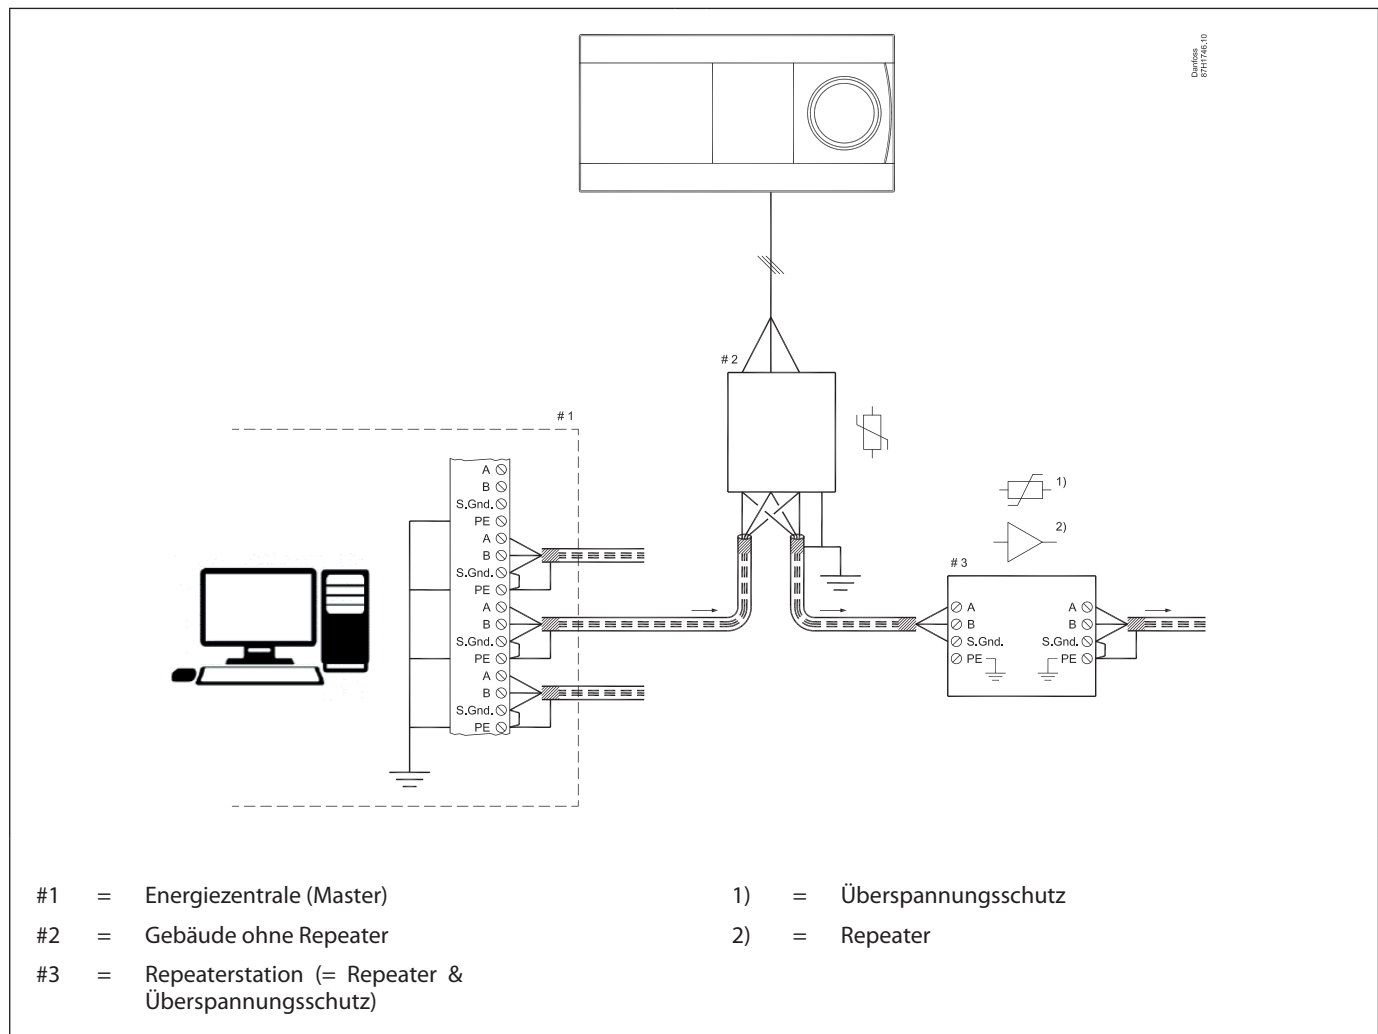 Danfoss
87H1746.10
# 2
# 1
A
B
S.Gnd.
PE
A
B
S.Gnd.
PE
A
B
S.Gnd.
PE
A
B
S.Gnd.
PE
1)
2)
# 3
A
B
S.Gnd.
PE
A
B
S.Gnd.
PE
#1 = Energiezentrale (Master)
#2 = Gebäude ohne Repeater
#3 = Repeaterstation (= Repeater &
Überspannungsschutz)
1) = Überspannungsschutz
2) = Repeater